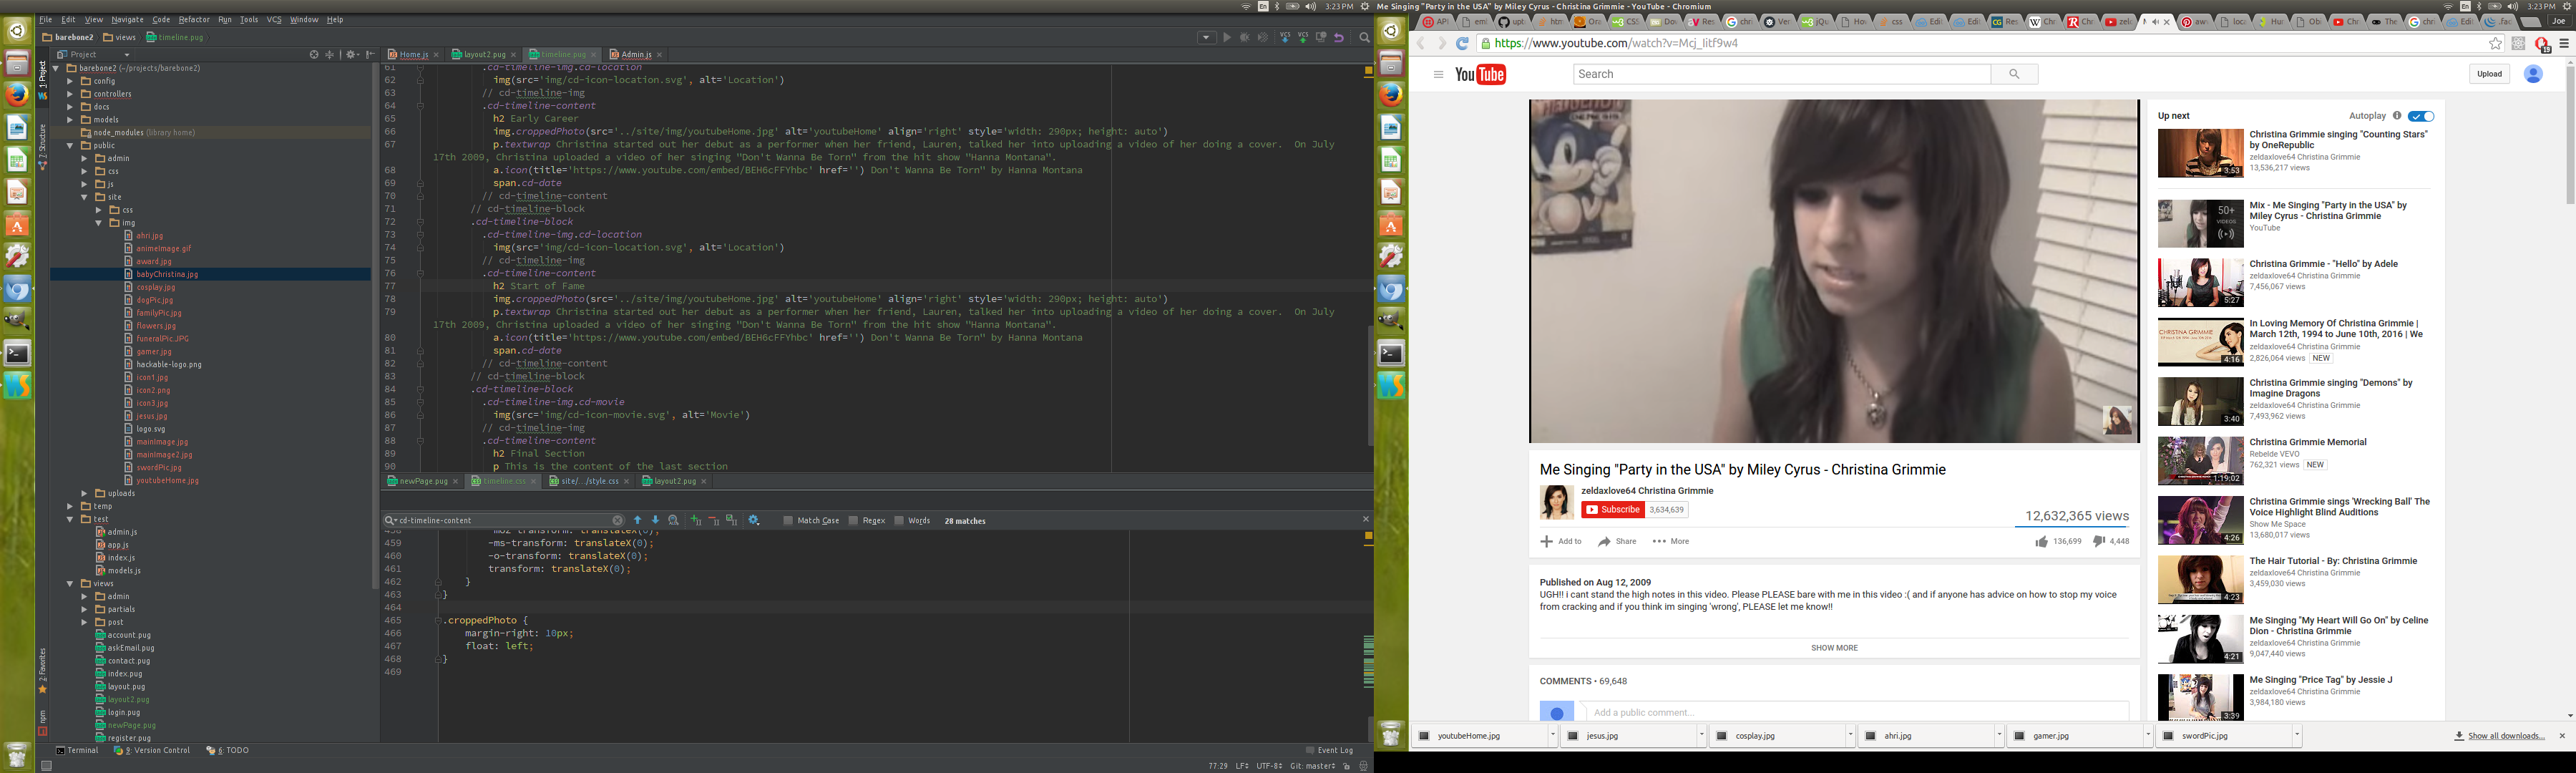 3:23 PM
Me Singing "Party in the USA" by Miley Cyrus - Christina Grimmie - YouTube - Chromium
3:23 PM
File Edit View Navigate Code Refactor Run Tools VCS Window Help
barebone2 views timeline.pug
Project
Home.js layout2.pug timeline.pug Admin.js
barebone2 (~/projects/barebone2)
config
controllers
docs
models
node_modules (library home)
public
admin
css
js
site
css
img
ahri.jpg
animeImage.gif
award.jpg
babyChristina.jpg
cosplay.jpg
dogPic.jpg
familyPic.jpg
flawers.jpg
funeralPic.JPG
gamer.jpg
hackable-logo.png
icon1.jpg
icon2.png
icon3.jpg
jesus.jpg
logo.svg
mainImage.jpg
mainImage2.jpg
swordPic.jpg
youtubeHome.jpg
uploads
temp
test
admin.js
app.js
index.js
models.js
views
admin
partials
post
account.pug
askEmail.pug
contact.pug
index.pug
layout.pug
layout2.pug
login.pug
newPage.pug
register.pug
1: Project
7: Structure
2: Favorites
npm
61 .cd-timeline-img.cd-location
62 img(src='img/cd-icon-location.svg', alt='Location')
63 // cd-timeline-img
64 .cd-timeline-content
65 h2 Early Career
66 img.croppedPhoto(src='../site/img/youtubeHome.jpg' alt='youtubeHome' align='right' style='width: 290px; height: auto')
67 p.textwrap Christina started out her debut as a performer when her friend, Lauren, talked her into uploading a video of her doing a cover. On July
17th 2009, Christina uploaded a video of her singing "Don't Wanna Be Torn" from the hit show "Hanna Montana".
68 a.icon(title='https://www.youtube.com/embed/BEH6cFFYhbc' href='') Don't Wanna Be Torn" by Hanna Montana
69 span.cd-date
70 // cd-timeline-content
71 // cd-timeline-block
72 .cd-timeline-block
73 .cd-timeline-img.cd-location
74 img(src='img/cd-icon-location.svg', alt='Location')
75 // cd-timeline-img
76 .cd-timeline-content
77 h2 Start of Fame
78 img.croppedPhoto(src='../site/img/youtubeHome.jpg' alt='youtubeHome' align='right' style='width: 290px; height: auto')
79 p.textwrap Christina started out her debut as a performer when her friend, Lauren, talked her into uploading a video of her doing a cover. On July
17th 2009, Christina uploaded a video of her singing "Don't Wanna Be Torn" from the hit show "Hanna Montana".
80 a.icon(title='https://www.youtube.com/embed/BEH6cFFYhbc' href='') Don't Wanna Be Torn" by Hanna Montana
81 span.cd-date
82 // cd-timeline-content
83 // cd-timeline-block
84 .cd-timeline-block
85 .cd-timeline-img.cd-movie
86 img(src='img/cd-icon-movie.svg', alt='Movie')
87 // cd-timeline-img
88 .cd-timeline-content
89 h2 Final Section
90 p This is the content of the last section
newPage.pug timeline.css site/.../style.css layout2.pug
cd-timeline-content Match Case Regex Words 28 matches
459 -ms-transform: translateX(0);
460 -o-transform: translateX(0);
461 transform: translateX(0);
462 }
463 }
464
465 .croppedPhoto {
466 margin-right: 10px;
467 float: left;
468 }
469
Terminal 9: Version Control 6: TODO Event Log
77:29 LF UTF-8 Git: master
Joe
https://www.youtube.com/watch?v=Mcj_Iitf9w4
YouTube
Search
Upload
Me Singing "Party in the USA" by Miley Cyrus - Christina Grimmie
zeldaxlove64 Christina Grimmie
Subscribe 3,634,639
12,632,365 views
Add to Share More
136,699 4,448
Published on Aug 12, 2009
UGH!! i cant stand the high notes in this video. Please PLEASE bare with me in this video :( and if anyone has advice on how to stop my voice
from cracking and if you think im singing 'wrong', PLEASE let me know!!
SHOW MORE
COMMENTS • 69,648
Add a public comment...
Up next Autoplay
Christina Grimmie singing "Counting Stars"
by OneRepublic
zeldaxlove64 Christina Grimmie
13,536,217 views
3:53
Mix - Me Singing "Party in the USA" by
Miley Cyrus - Christina Grimmie
YouTube
50+
VIDEOS
Christina Grimmie - "Hello" by Adele
zeldaxlove64 Christina Grimmie
7,456,067 views
5:27
In Loving Memory Of Christina Grimmie |
March 12th, 1994 to June 10th, 2016 | We
zeldaxlove64 Christina Grimmie
2,826,064 views NEW
4:16
Christina Grimmie singing "Demons" by
Imagine Dragons
zeldaxlove64 Christina Grimmie
7,493,962 views
3:40
Christina Grimmie Memorial
Rebelde VEVO
762,321 views NEW
1:19:02
Christina Grimmie sings 'Wrecking Ball' The
Voice Highlight Blind Auditions
Show Me Space
13,680,017 views
4:26
The Hair Tutorial - By: Christina Grimmie
zeldaxlove64 Christina Grimmie
3,459,030 views
4:23
Me Singing "My Heart Will Go On" by Celine
Dion - Christina Grimmie
zeldaxlove64 Christina Grimmie
9,047,440 views
4:21
Me Singing "Price Tag" by Jessie J
zeldaxlove64 Christina Grimmie
3,984,180 views
3:39
youtubeHome.jpg jesus.jpg cosplay.jpg ahri.jpg gamer.jpg swordPic.jpg Show all downloads...